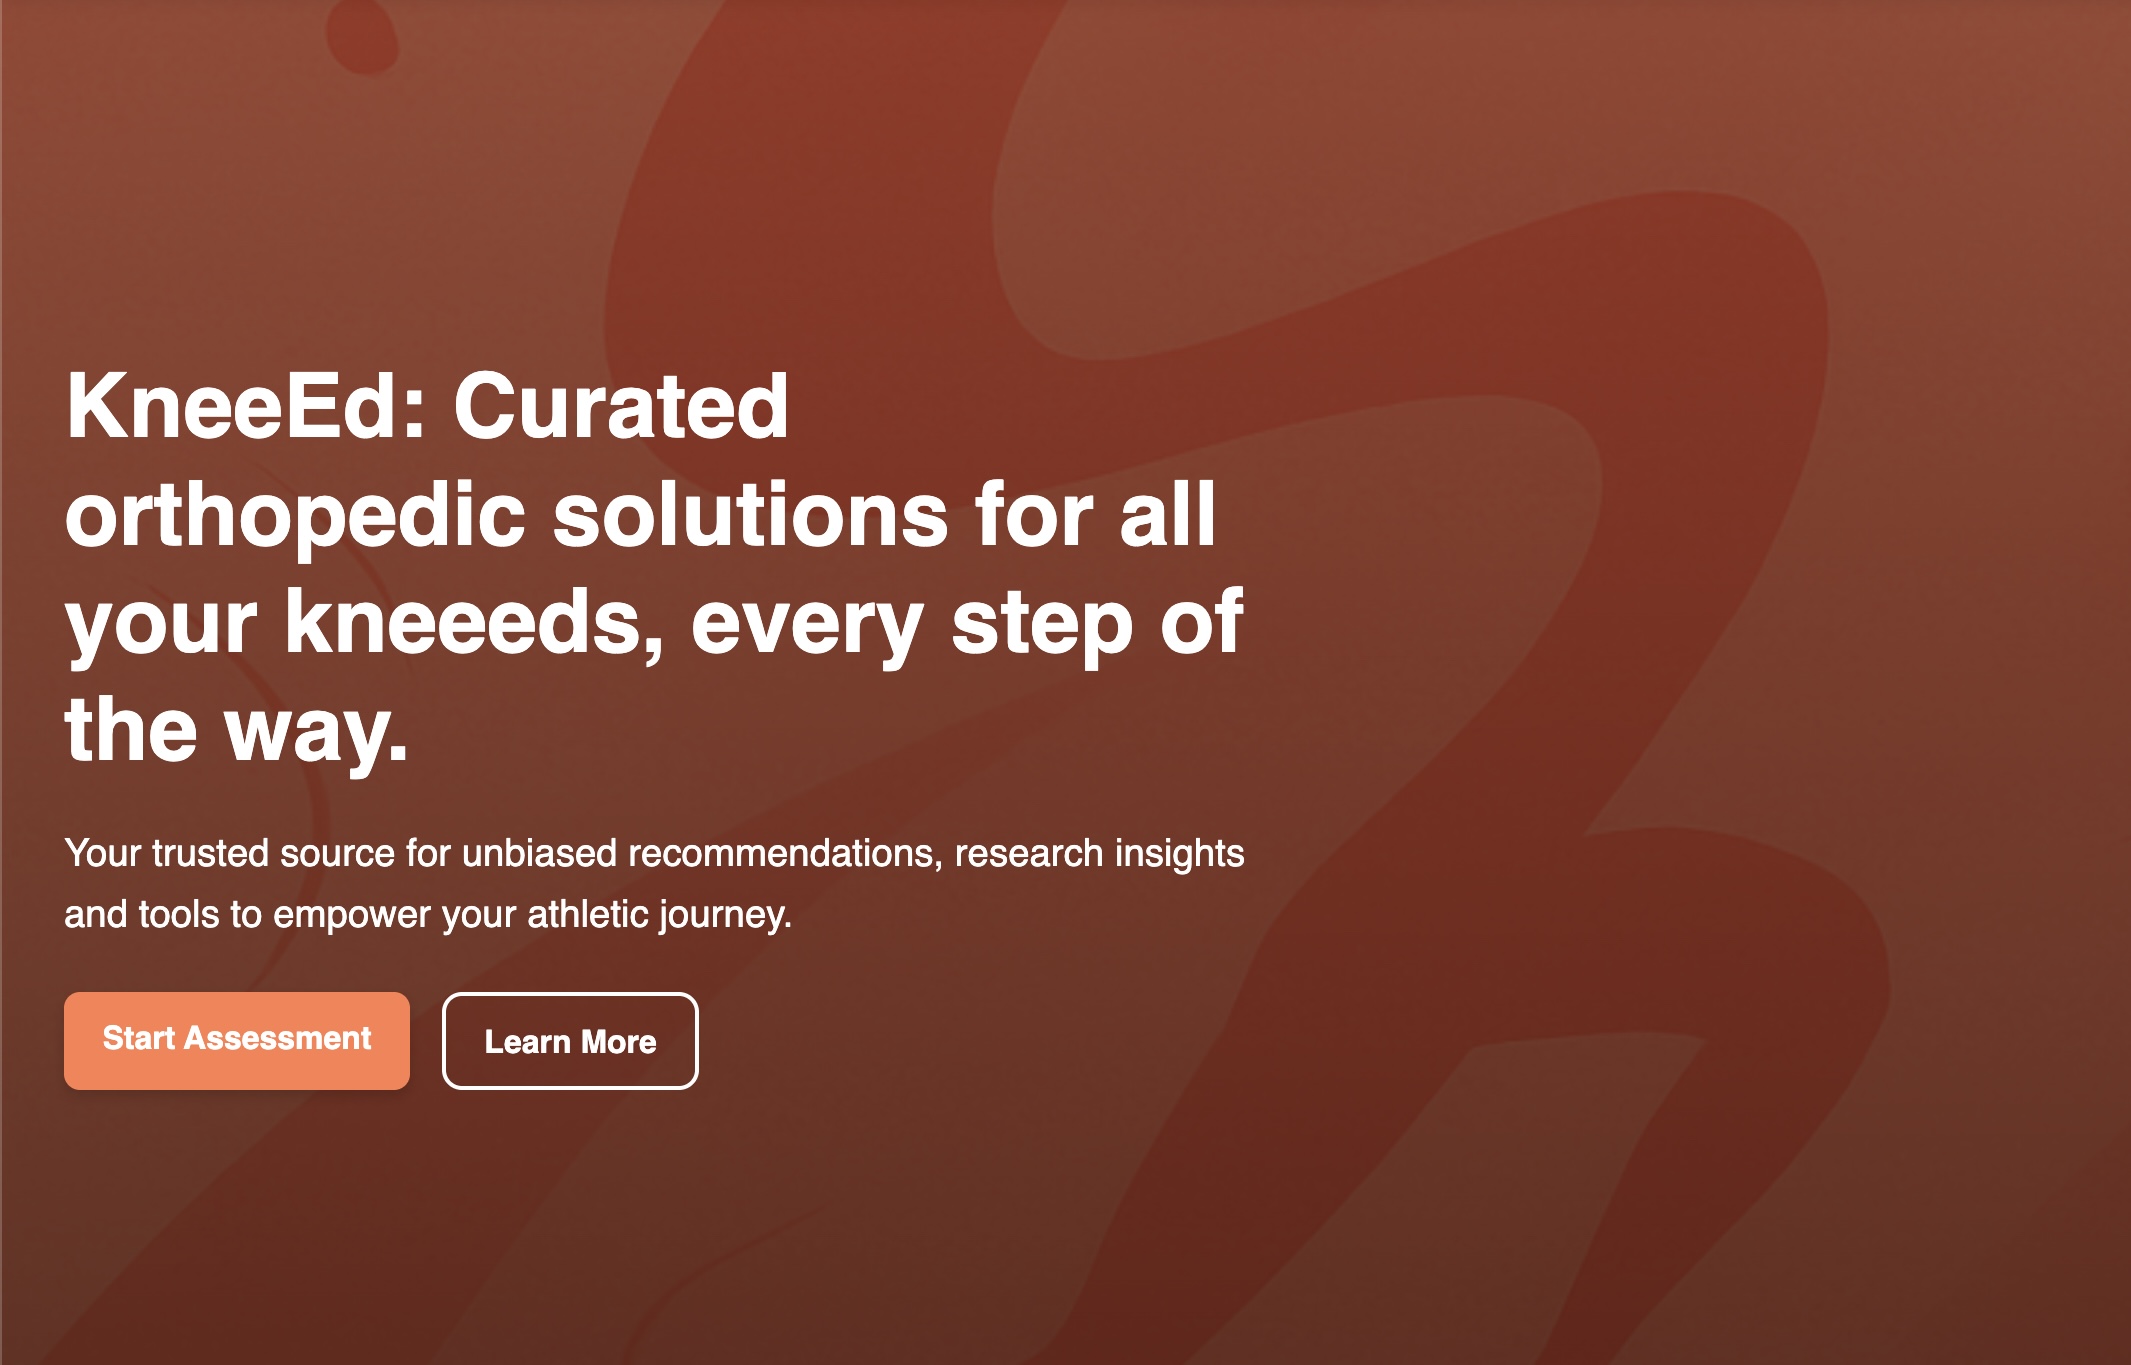 KneeEd: Curated
orthopedic solutions for all
your kneeeds, every step of
the way.
Your trusted source for unbiased recommendations, research insights
and tools to empower your athletic journey.
Start Assessment
Learn More